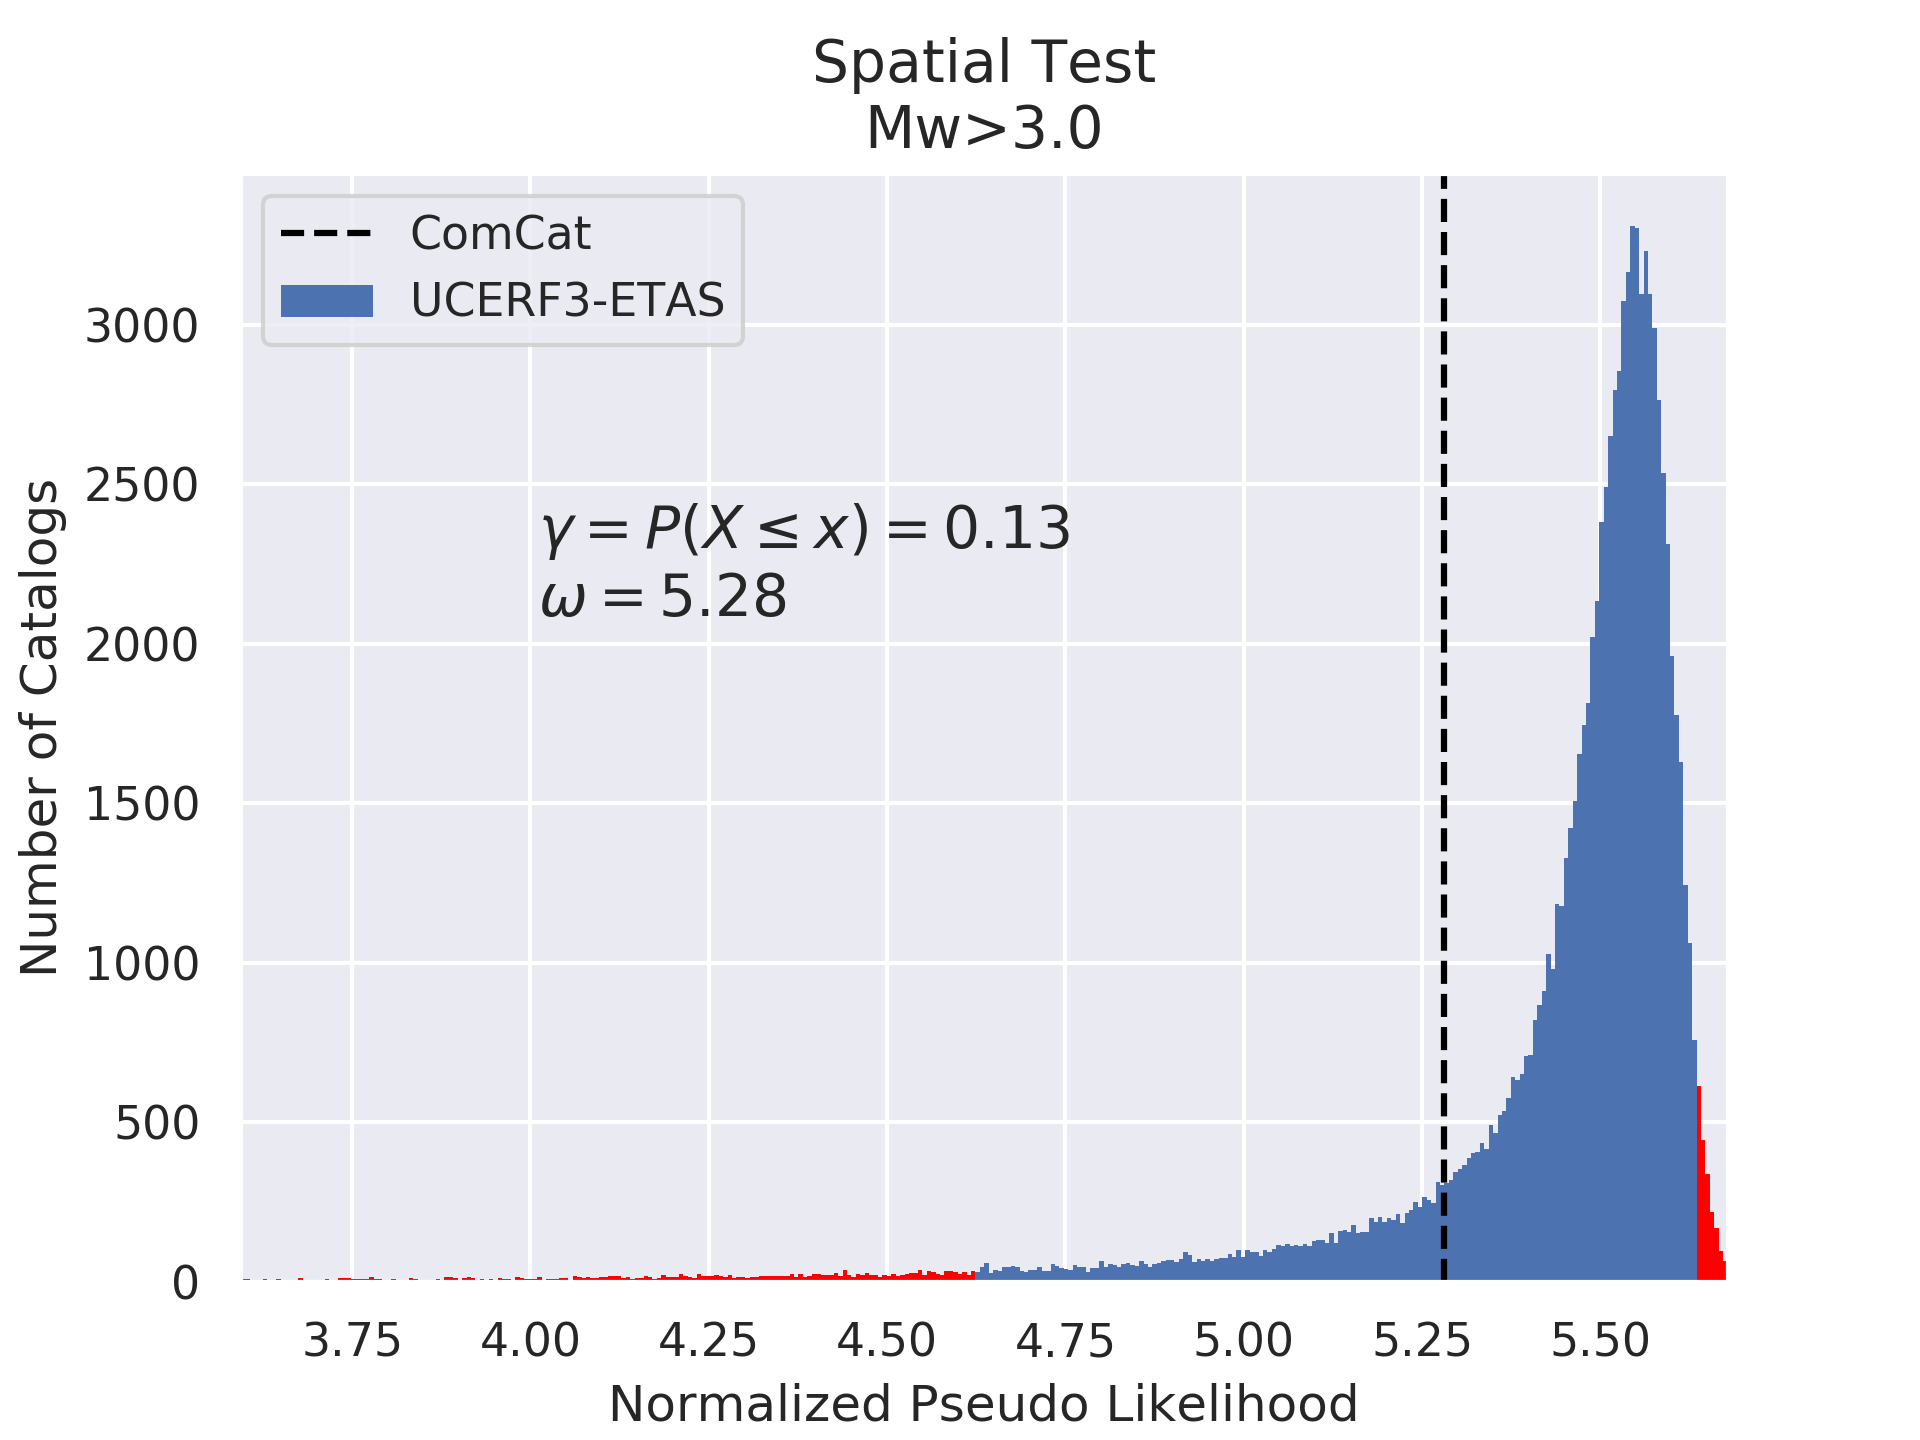 Spatial Test
Mw>3.0
ComCat
UCERF3-ETAS
γ = P(X ≤ x) = 0.13
ω = 5.28
Number of Catalogs
3000
2500
2000
1500
1000
500
0
3.75 4.00 4.25 4.50 4.75 5.00 5.25 5.50
Normalized Pseudo Likelihood